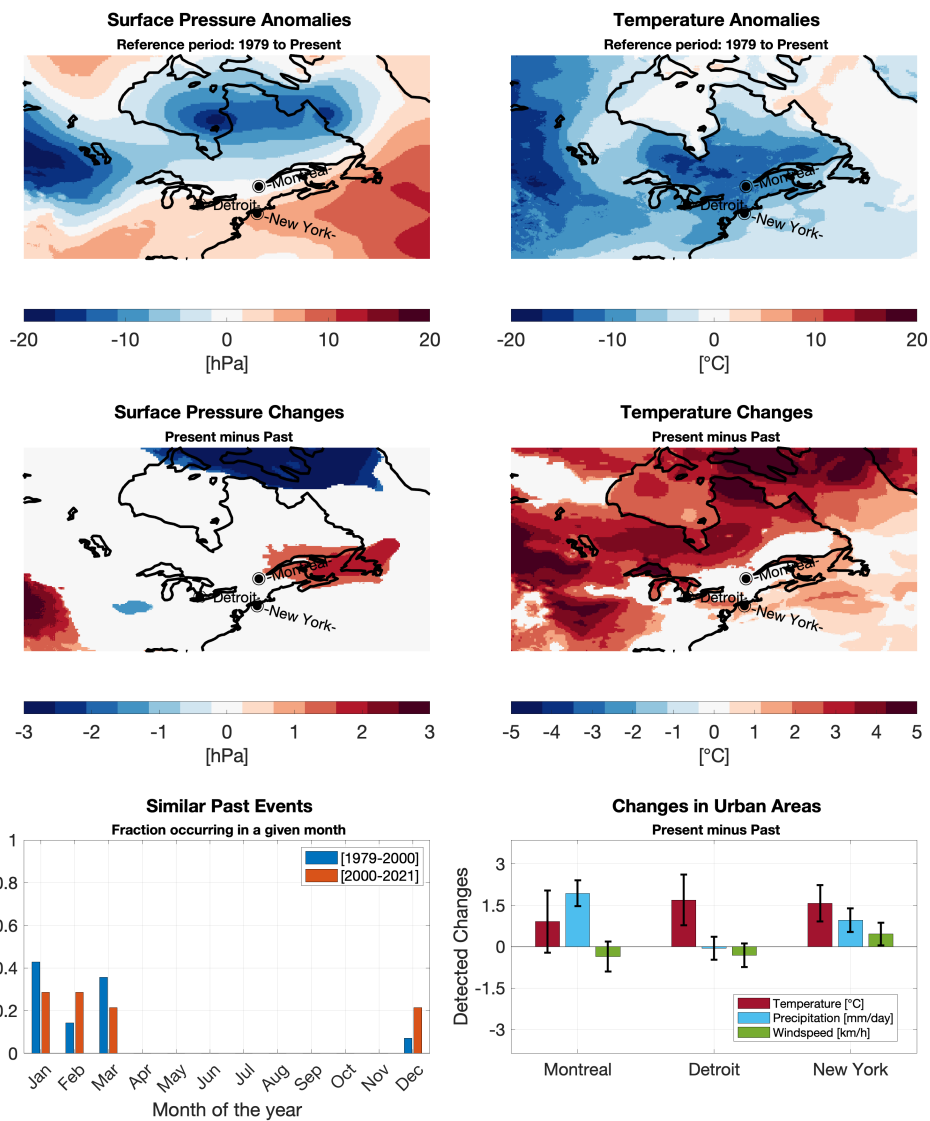 Surface Pressure Anomalies
Reference period: 1979 to Present
-Montreal-
-Detroit-
-New York-
-20 -10 0 10 20
[hPa]
Temperature Anomalies
Reference period: 1979 to Present
-Montreal-
-Detroit-
-New York-
-20 -10 0 10 20
[°C]
Surface Pressure Changes
Present minus Past
-Montreal-
-Detroit-
-New York-
-3 -2 -1 0 1 2 3
[hPa]
Temperature Changes
Present minus Past
-Montreal-
-Detroit-
-New York-
-5 -4 -3 -2 -1 0 1 2 3 4 5
[°C]
Similar Past Events
Fraction occurring in a given month
1
0.8
0.6
0.4
0.2
0
[1979-2000]
[2000-2021]
Jan Feb Mar Apr May Jun Jul Aug Sep Oct Nov Dec
Month of the year
Changes in Urban Areas
Present minus Past
Detected Changes
3
1.5
0
-1.5
-3
Temperature [°C]
Precipitation [mm/day]
Windspeed [km/h]
Montreal Detroit New York